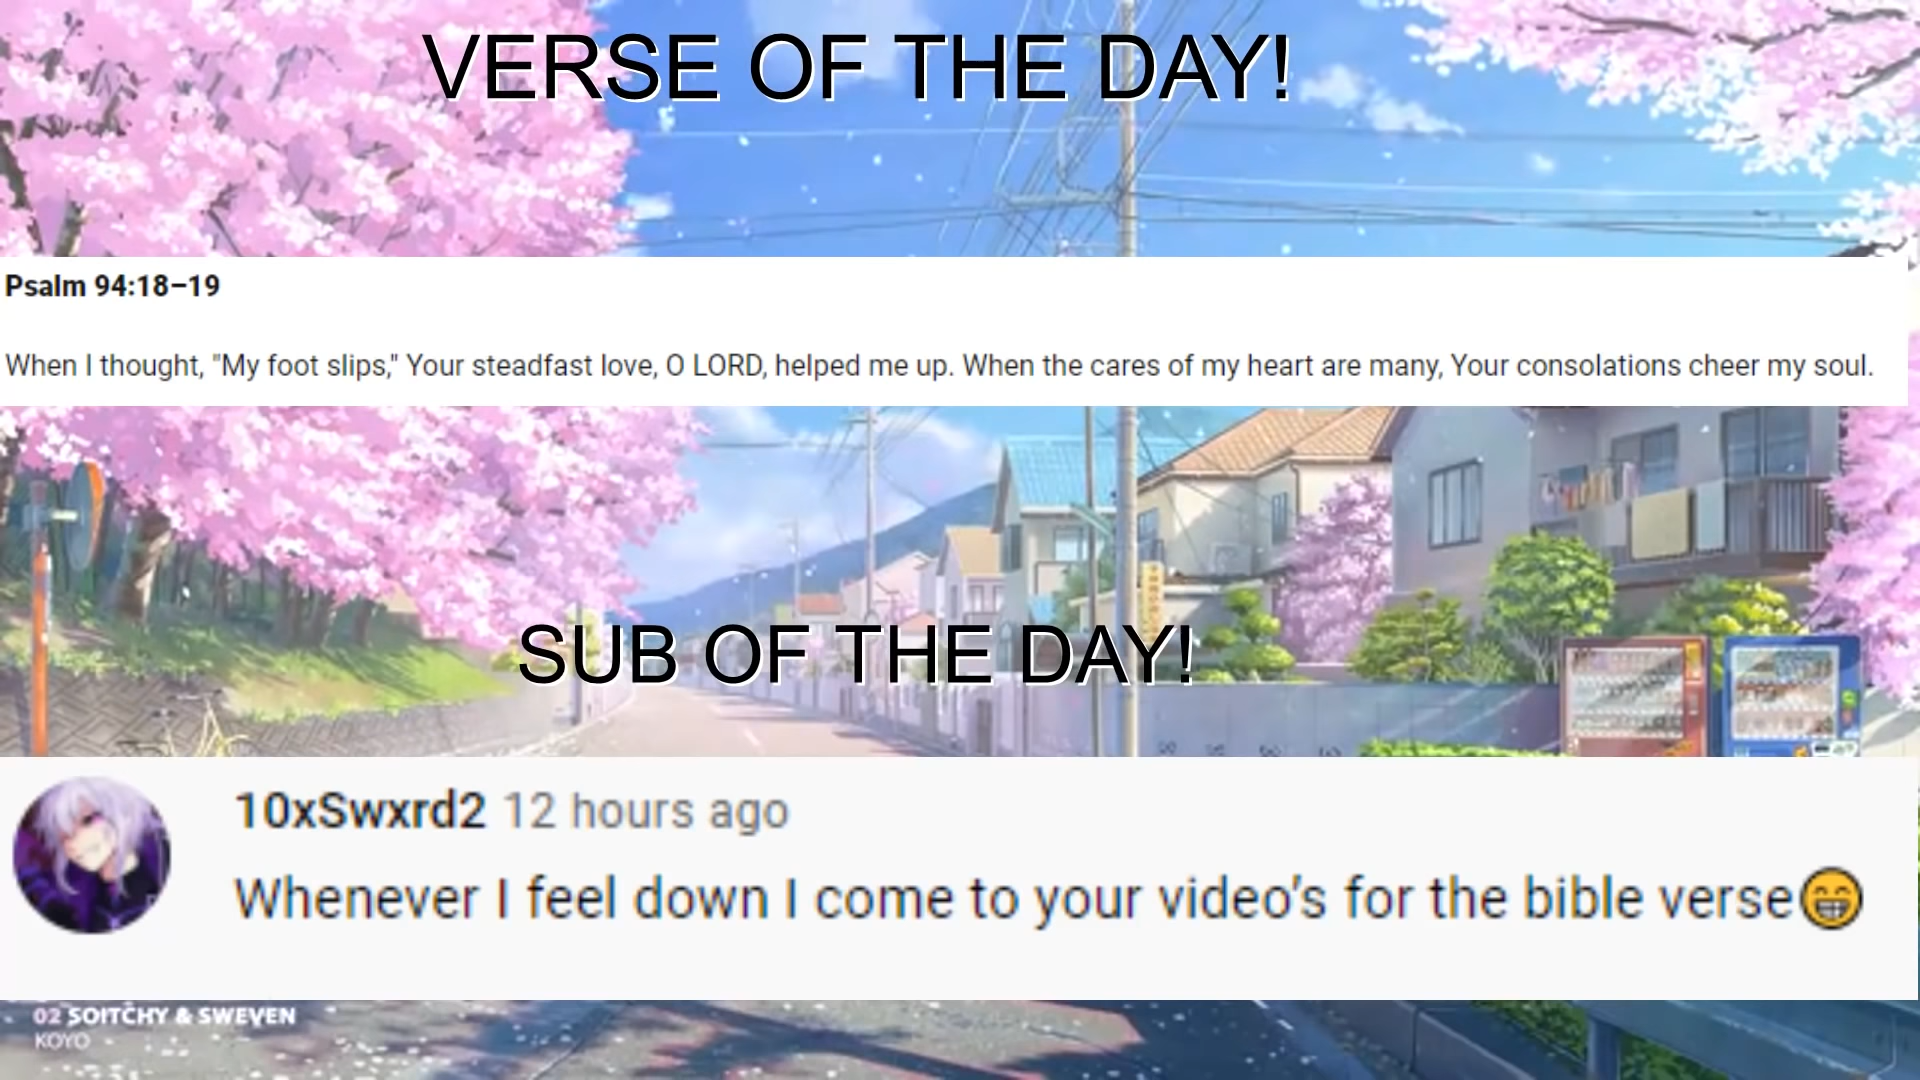 VERSE OF THE DAY!
Psalm 94:18–19
When I thought, "My foot slips," Your steadfast love, O LORD, helped me up. When the cares of my heart are many, Your consolations cheer my soul.
SUB OF THE DAY!
10xSwxrd2 12 hours ago
Whenever I feel down I come to your video's for the bible verse😁
02 SOITCHY & SWEVEN
KOYO